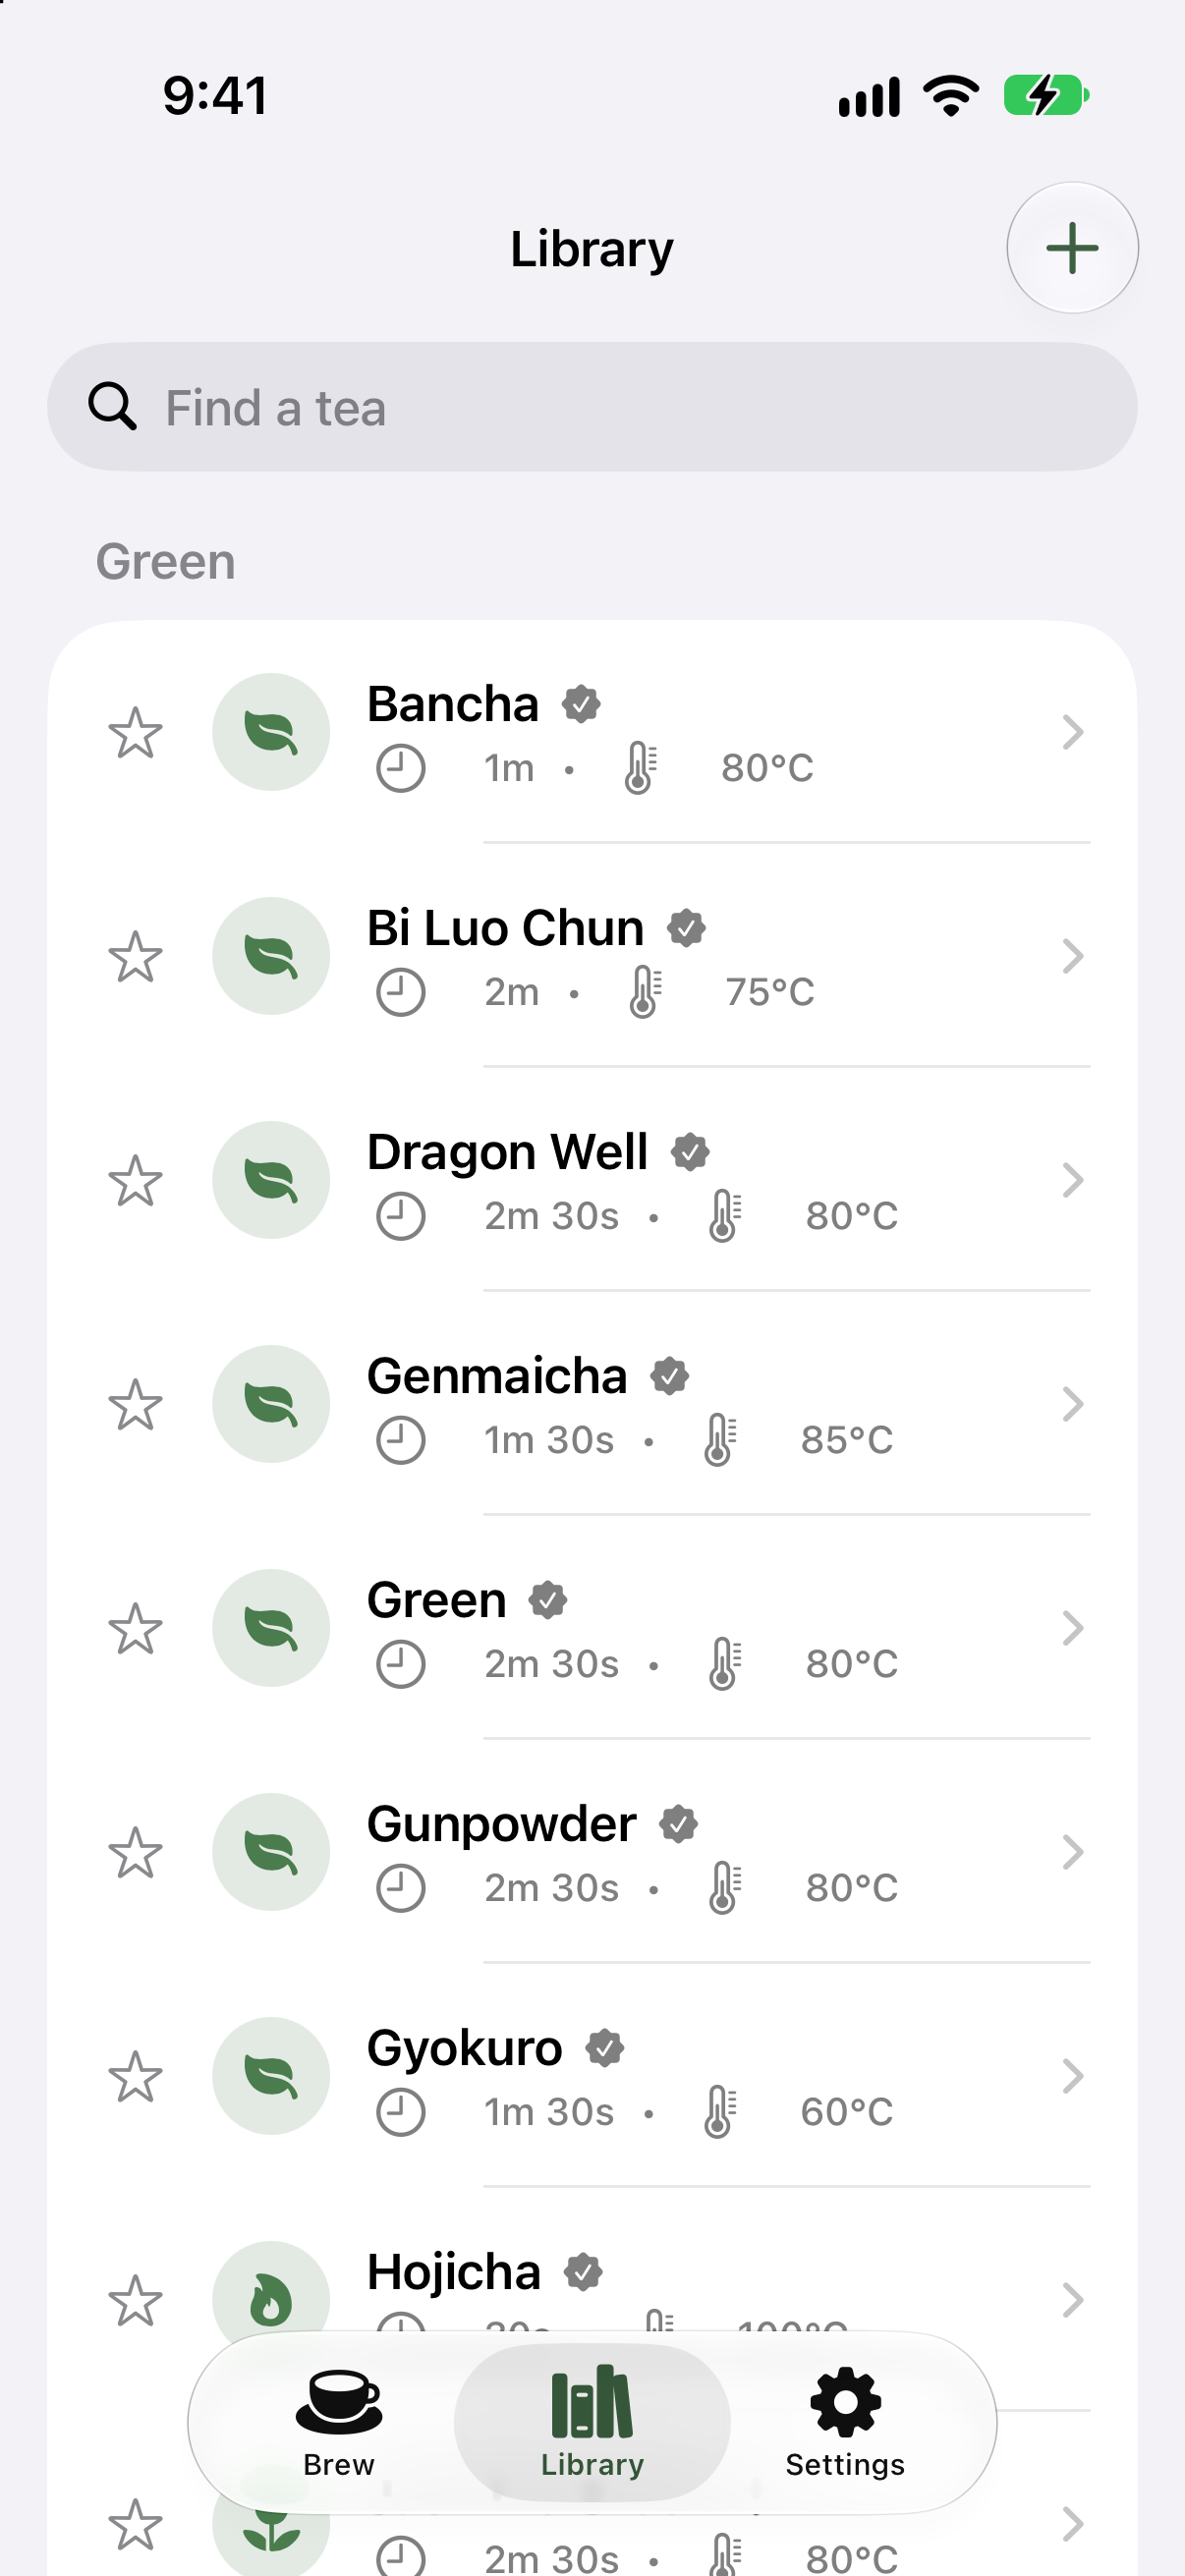 9:41
Library
Find a tea
Green
Bancha
1m · 80°C
Bi Luo Chun
2m · 75°C
Dragon Well
2m 30s · 80°C
Genmaicha
1m 30s · 85°C
Green
2m 30s · 80°C
Gunpowder
2m 30s · 80°C
Gyokuro
1m 30s · 60°C
Hojicha
Brew
Library
Settings
2m 30s · 80°C